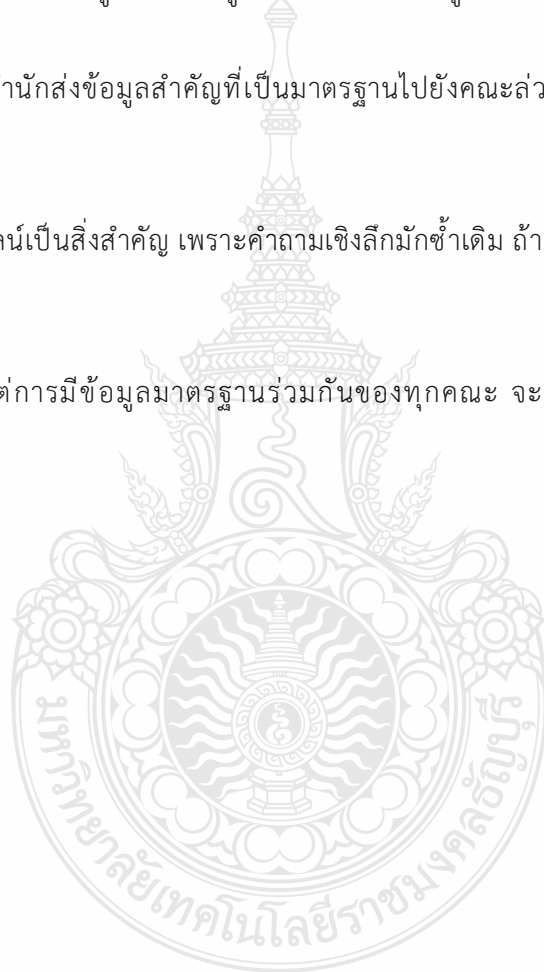 านักส่งข้อมูลสำคัญที่เป็นมาตรฐานไปยังคณะล่ว
ลน์เป็นสิ่งสำคัญ เพราะคำถามเชิงลึกมักซ้ำเดิม ถ้า
ต่การมีข้อมูลมาตรฐานร่วมกันของทุกคณะ จะ
มหาวิทยาลัยเทคโนโลยีราชมงคลธัญบุรี